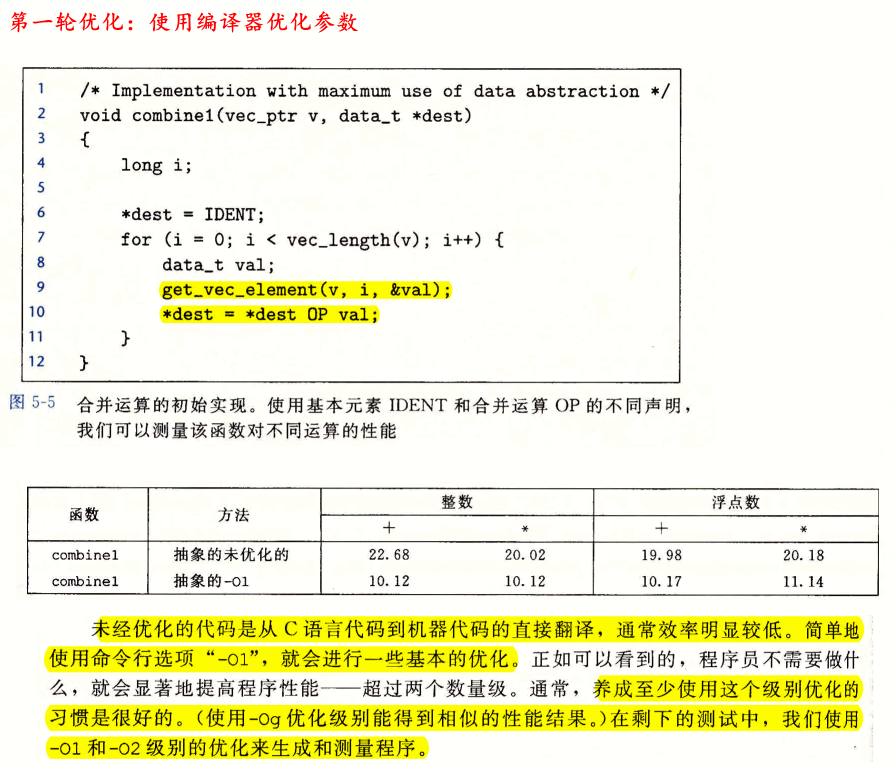 第一轮优化：使用编译器优化参数
1 /* Implementation with maximum use of data abstraction */
2 void combine1(vec_ptr v, data_t *dest)
3 {
4 long i;
5
6 *dest = IDENT;
7 for (i = 0; i < vec_length(v); i++) {
8 data_t val;
9 get_vec_element(v, i, &val);
10 *dest = *dest OP val;
11 }
12 }
图 5-5 合并运算的初始实现。使用基本元素 IDENT 和合并运算 OP 的不同声明，
我们可以测量该函数对不同运算的性能
函数 方法 整数 浮点数
+ * + *
combine1 抽象的未优化的 22.68 20.02 19.98 20.18
combine1 抽象的-O1 10.12 10.12 10.17 11.14
未经优化的代码是从 C 语言代码到机器代码的直接翻译，通常效率明显较低。简单地
使用命令行选项“-O1”，就会进行一些基本的优化。正如可以看到的，程序员不需要做什
么，就会显著地提高程序性能——超过两个数量级。通常，养成至少使用这个级别优化的
习惯是很好的。（使用-Og 优化级别能得到相似的性能结果。）在剩下的测试中，我们使用
-O1 和-O2 级别的优化来生成和测量程序。